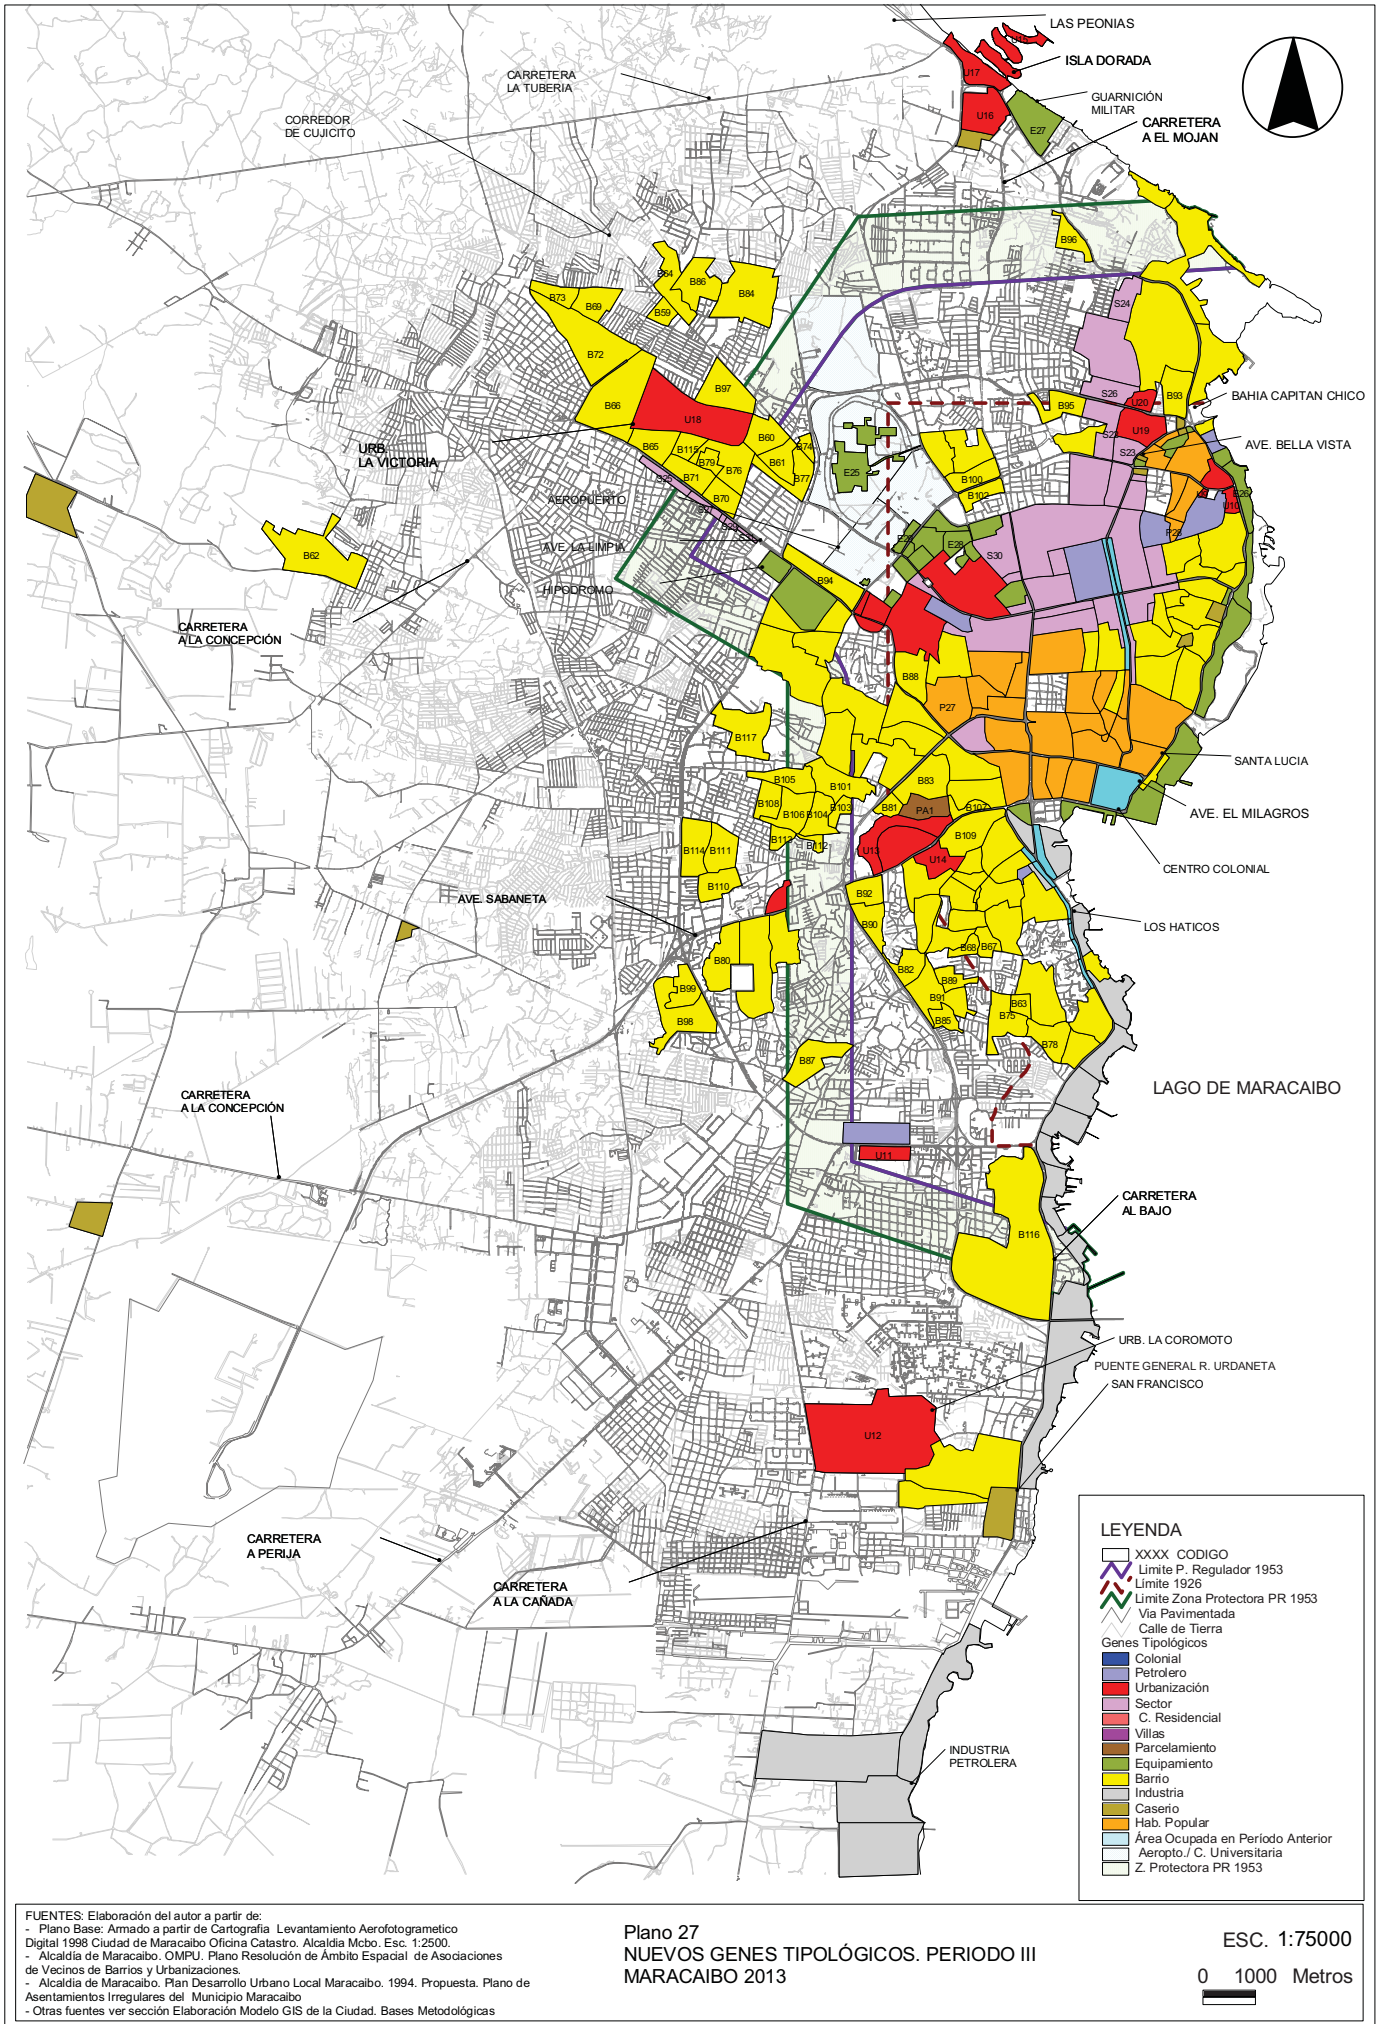 LAS PEONIAS
U15
ISLA DORADA
U17
CARRETERA
LA TUBERIA
GUARNICIÓN
MILITAR
U16
CORREDOR
DE CUJICITO
CARRETERA
A EL MOJAN
E27
B96
B64
B86
B84
B73
B69
B59
S24
B72
B97
B66
U18
S26
U20
B93
BAHIA CAPITAN CHICO
B95
U19
B60
B74
B65
B115
S23
AVE. BELLA VISTA
URB.
LA VICTORIA
B79
B76
B61
B77
B71
E25
B100
B102
B70
AEROPUERTO
E26
U10
B62
AVE. LA LIMPIA
E28
S30
P28
HIPODROMO
B94
CARRETERA
A LA CONCEPCIÓN
B88
P27
B117
SANTA LUCIA
B105
B101
B83
B108
B106
B104
B103
B81
PA1
B107
AVE. EL MILAGROS
B113
B112
B109
U13
U14
B114
B111
CENTRO COLONIAL
B110
B92
AVE. SABANETA
B90
LOS HATICOS
B68
B67
B80
B82
B99
B89
B91
B63
B98
B85
B75
B78
B87
LAGO DE MARACAIBO
CARRETERA
A LA CONCEPCIÓN
U11
CARRETERA
AL BAJO
B116
URB. LA COROMOTO
PUENTE GENERAL R. URDANETA
SAN FRANCISCO
U12
CARRETERA
A PERIJA
CARRETERA
A LA CAÑADA
INDUSTRIA
PETROLERA
LEYENDA
XXXX CODIGO
Limite P. Regulador 1953
Límite 1926
Limite Zona Protectora PR 1953
Via Pavimentada
Calle de Tierra
Genes Tipológicos
Colonial
Petrolero
Urbanización
Sector
C. Residencial
Villas
Parcelamiento
Equipamiento
Barrio
Industria
Caserio
Hab. Popular
Área Ocupada en Período Anterior
Aeropto./ C. Universitaria
Z. Protectora PR 1953
FUENTES: Elaboración del autor a partir de:
- Plano Base: Armado a partir de Cartografia Levantamiento Aerofotogrametico
Digital 1998 Ciudad de Maracaibo Oficina Catastro. Alcaldia Mcbo. Esc. 1:2500.
- Alcaldía de Maracaibo. OMPU. Plano Resolución de Ámbito Espacial de Asociaciones
de Vecinos de Barrios y Urbanizaciones.
- Alcaldia de Maracaibo. Plan Desarrollo Urbano Local Maracaibo. 1994. Propuesta. Plano de
Asentamientos Irregulares del Municipio Maracaibo
- Otras fuentes ver sección Elaboración Modelo GIS de la Ciudad. Bases Metodológicas
Plano 27
NUEVOS GENES TIPOLÓGICOS. PERIODO III
MARACAIBO 2013
ESC. 1:75000
0 1000 Metros